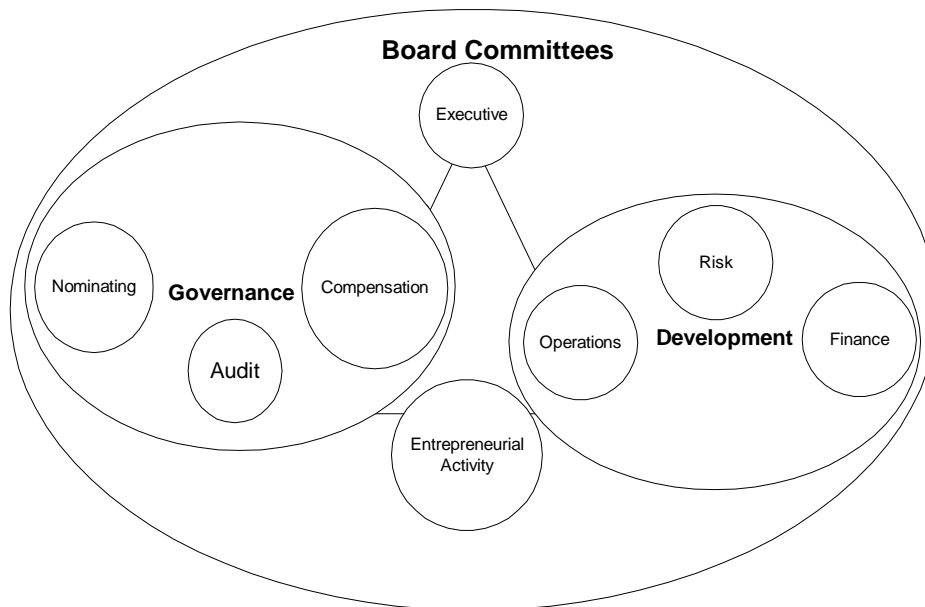 Board Committees
Executive
Nominating
Governance
Compensation
Audit
Risk
Operations
Development
Finance
Entrepreneurial
Activity